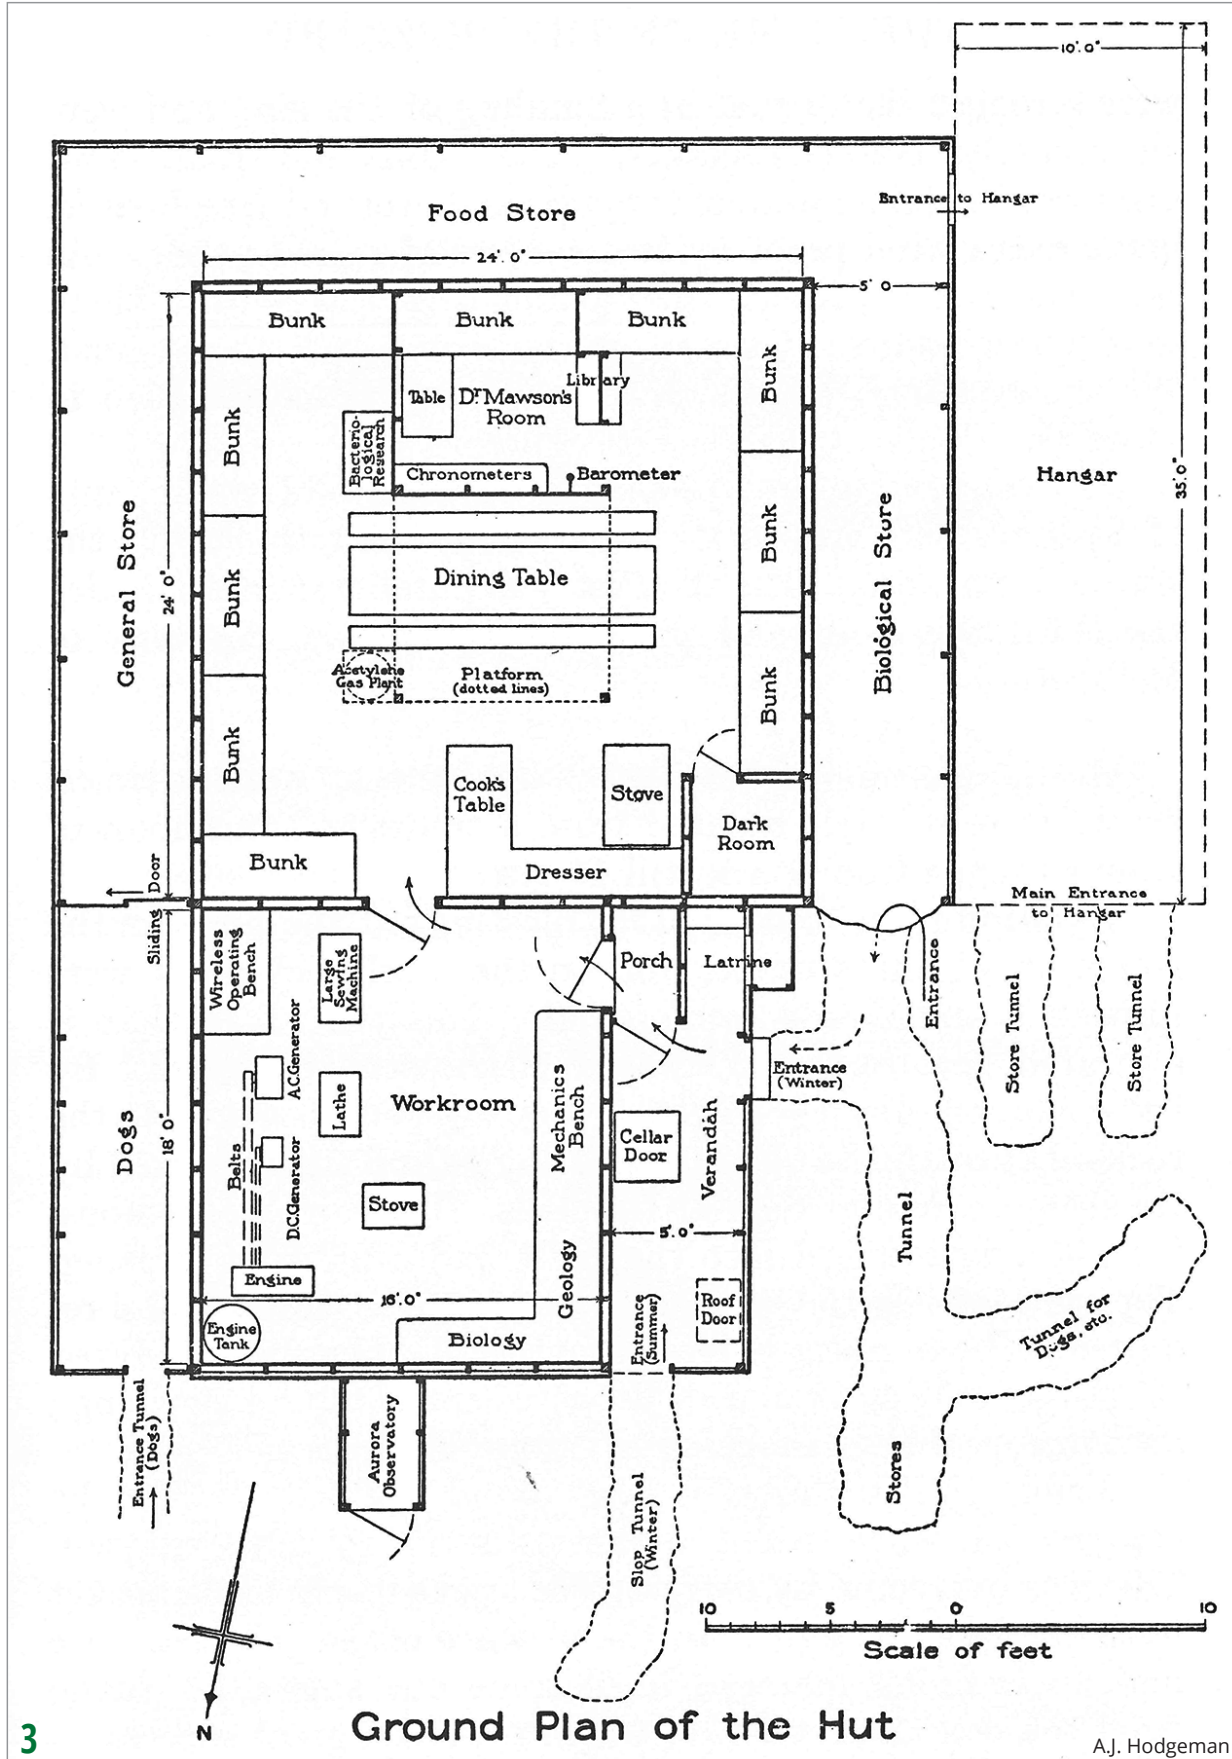 10'. 0"
Entrance to Hangar
Food Store
24'. 0"
5' 0
Bunk
Bunk
Bunk
Bunk
Library
Table
Dr. Mawson's
Room
Bunk
Bacterio-
logical
Research
Chronometers
Barometer
Hangar
35'. 0"
General Store
24' 0"
Bunk
Dining Table
Bunk
Biológical Store
Acetylene
Gas Plant
Platform
(dotted lines)
Bunk
Bunk
Cook's
Table
Stove
Dark
Room
Bunk
Dresser
Sliding Door
Main Entrance
to Hangar
Wireless
Operating
Bench
Large
Sewing
Machine
Porch
Latrine
Entrance
Store Tunnel
Store Tunnel
A.C.Generator
Entrance
(Winter)
Lathe
Workroom
Mechanics
Bench
Cellar
Door
Verandah
Dogs
18' 0"
Belts
D.C.Generator
Stove
Tunnel
5'. 0"
Engine
Geology
16'. 0"
Roof
Door
Entrance
(Summer)
Tunnel for
Dogs, etc.
Engine
Tank
Biology
Entrance Tunnel
(Dogs)
Aurora
Observatory
Stores
Slop Tunnel
(Winter)
10 5 0 10
Scale of feet
N
Ground Plan of the Hut
3
A.J. Hodgeman